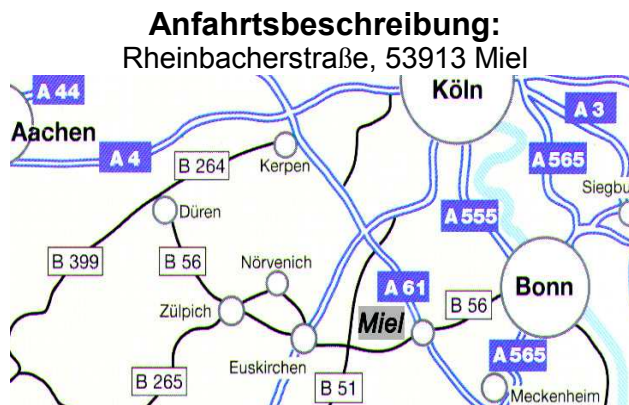 Anfahrtsbeschreibung:
Rheinbacherstraße, 53913 Miel
A 44
Köln
A 3
Aachen
A 4
B 264
Kerpen
A 565
Siegbu
Düren
A 555
B 399
B 56
Nörvenich
A 61
B 56
Bonn
Zülpich
Miel
Euskirchen
A 565
B 265
B 51
Meckenheim